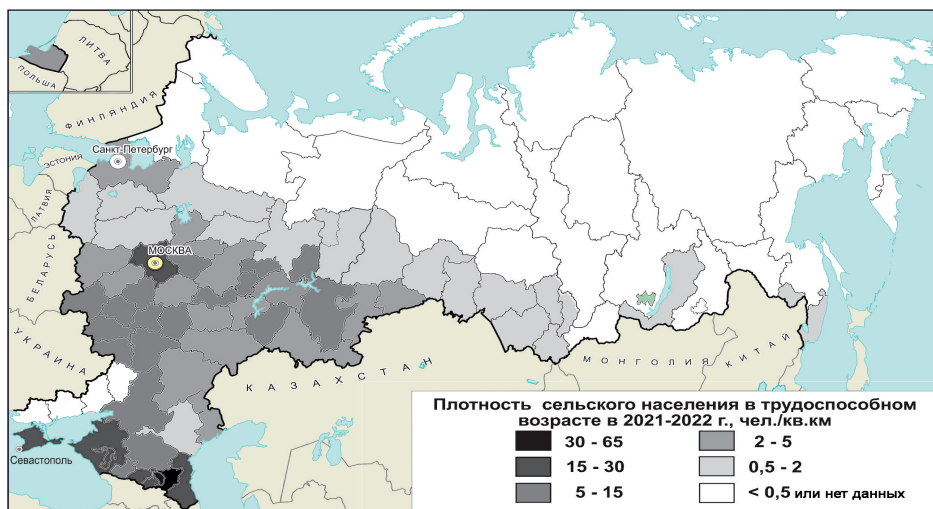 ЛИТВА
ПОЛЬША
ФИНЛЯНДИЯ
Санкт-Петербург
ЭСТОНИЯ
ЛАТВИЯ
БЕЛАРУСЬ
МОСКВА
УКРАИНА
КАЗАХСТАН
МОНГОЛИЯ
КИТАЙ
Севастополь
Плотность сельского населения в трудоспособном
возрасте в 2021-2022 г., чел./кв.км
30 - 65
2 - 5
15 - 30
0,5 - 2
5 - 15
< 0,5 или нет данных